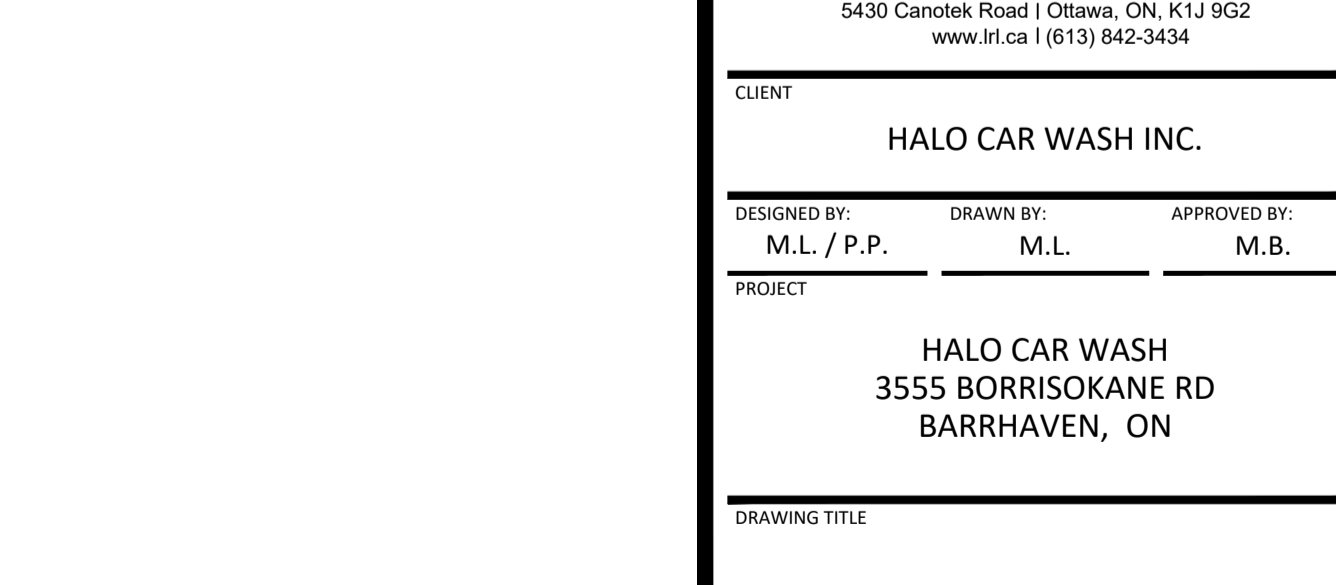 5430 Canotek Road | Ottawa, ON, K1J 9G2
www.lrl.ca | (613) 842-3434
CLIENT
HALO CAR WASH INC.
DESIGNED BY: DRAWN BY: APPROVED BY:
M.L. / P.P. M.L. M.B.
PROJECT
HALO CAR WASH
3555 BORRISOKANE RD
BARRHAVEN, ON
DRAWING TITLE